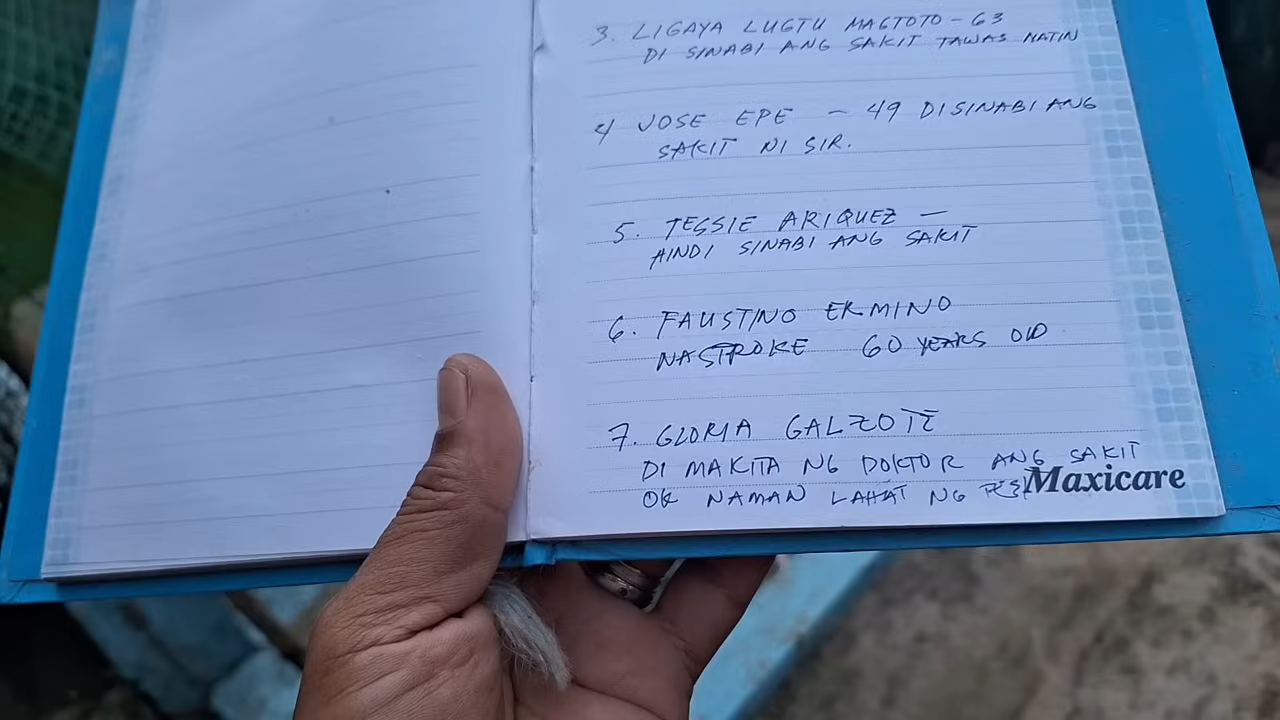 3. LIGAYA LUGTU MAGTOTO - 63
DI SINABI ANG SAKIT TAWAS NATIN
4 JOSE EPE - 49 DI SINABI ANG
SAKIT NI SIR.
5. TESSIE ARIQUEZ -
HINDI SINABI ANG SAKIT
6. FAUSTINO ERMINO
NASTROKE 60 YEARS OLD
7. GLORIA GALZOTE
DI MAKITA NG DOKTOR ANG SAKIT
OK NAMAN LAHAT NG
Maxicare